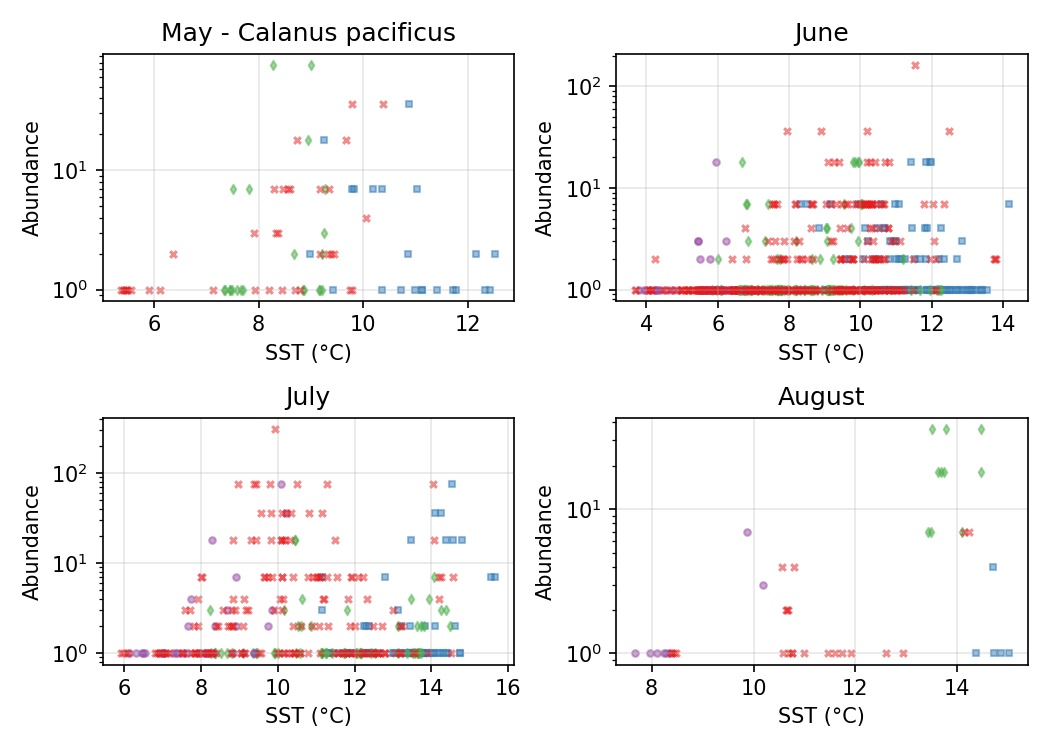 May - Calanus pacificus
Abundance
10¹
10⁰
6 8 10 12
SST (°C)
June
Abundance
10²
10¹
10⁰
4 6 8 10 12 14
SST (°C)
July
Abundance
10²
10¹
10⁰
6 8 10 12 14 16
SST (°C)
August
Abundance
10¹
10⁰
8 10 12 14
SST (°C)